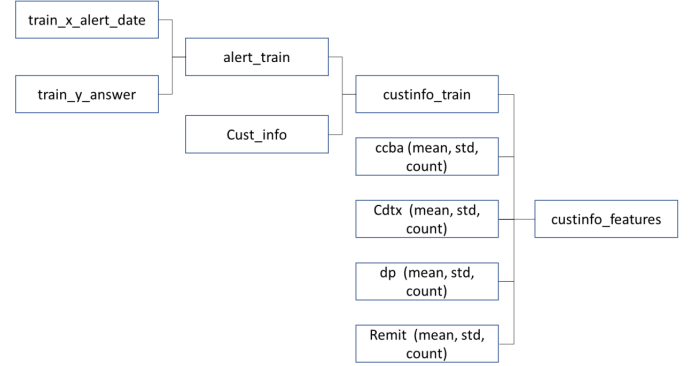 train_x_alert_date
alert_train
train_y_answer
custinfo_train
Cust_info
ccba (mean, std,
count)
Cdtx (mean, std,
count)
custinfo_features
dp (mean, std,
count)
Remit (mean, std,
count)